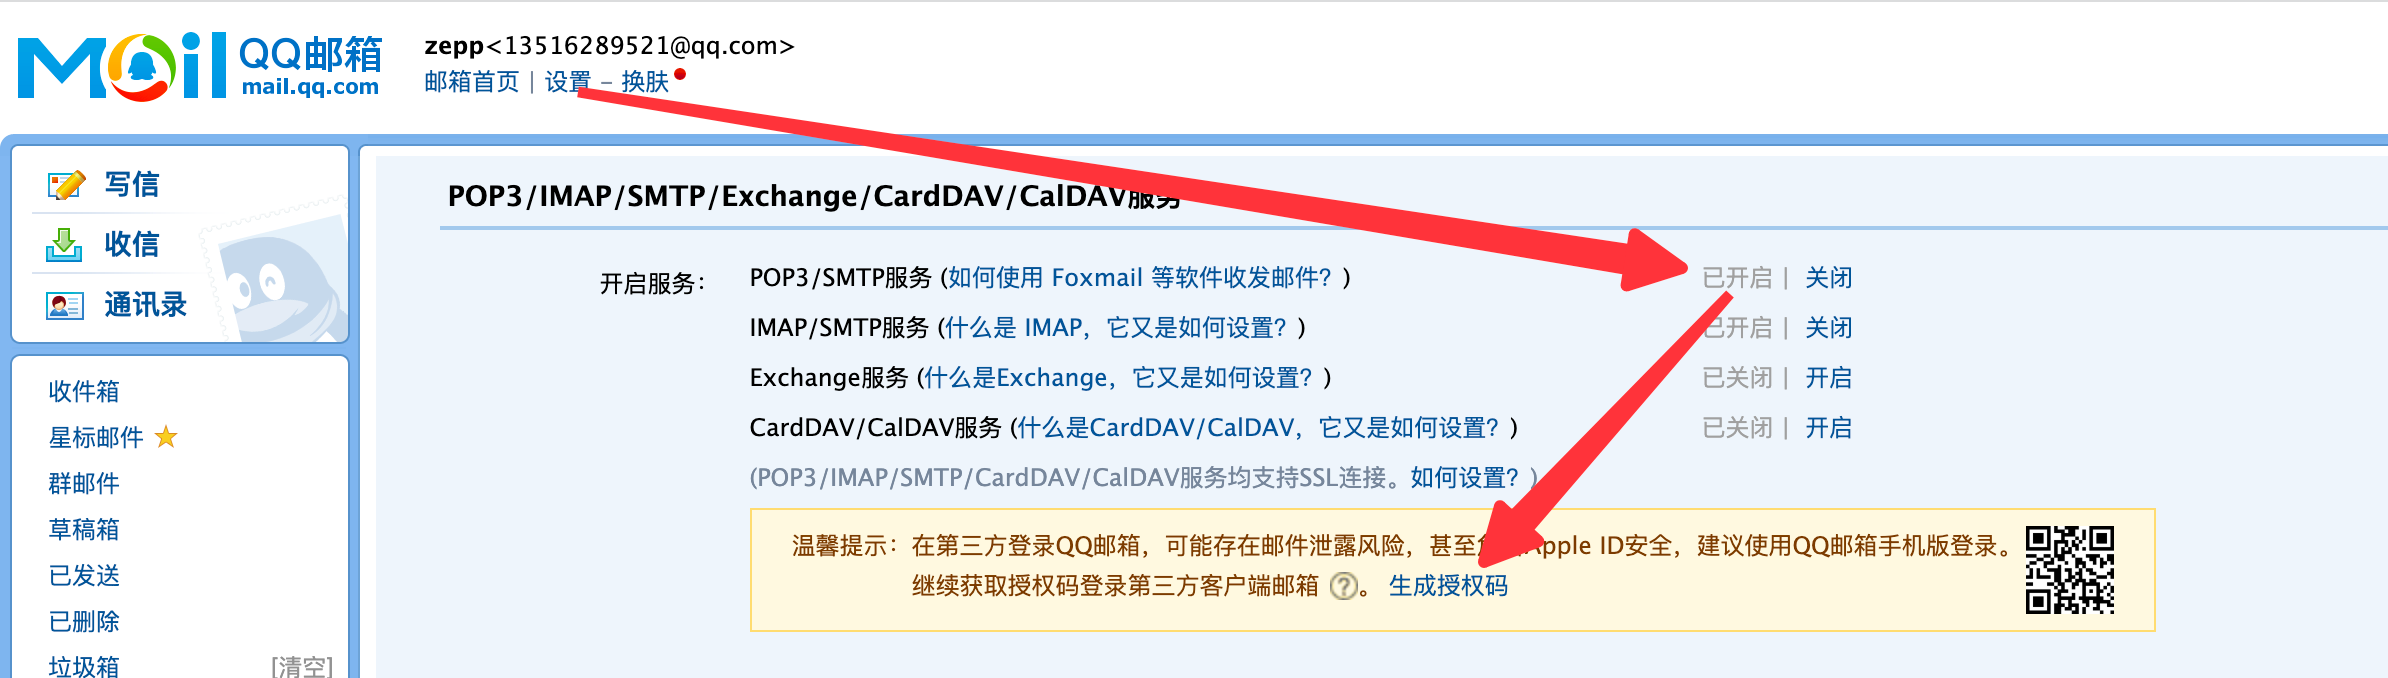 Mail QQ邮箱
mail.qq.com
zepp<13516289521@qq.com>
邮箱首页 | 设置 – 换肤
写信
收信
通讯录
收件箱
星标邮件
群邮件
草稿箱
已发送
已删除
垃圾箱 [清空]
POP3/IMAP/SMTP/Exchange/CardDAV/CalDAV服务
开启服务：
POP3/SMTP服务 (如何使用 Foxmail 等软件收发邮件？) 已开启 | 关闭
IMAP/SMTP服务 (什么是 IMAP，它又是如何设置？) 已开启 | 关闭
Exchange服务 (什么是Exchange，它又是如何设置？) 已关闭 | 开启
CardDAV/CalDAV服务 (什么是CardDAV/CalDAV，它又是如何设置？) 已关闭 | 开启
(POP3/IMAP/SMTP/CardDAV/CalDAV服务均支持SSL连接。如何设置？)
温馨提示：在第三方登录QQ邮箱，可能存在邮件泄露风险，甚至Apple ID安全，建议使用QQ邮箱手机版登录。
继续获取授权码登录第三方客户端邮箱 ?。 生成授权码